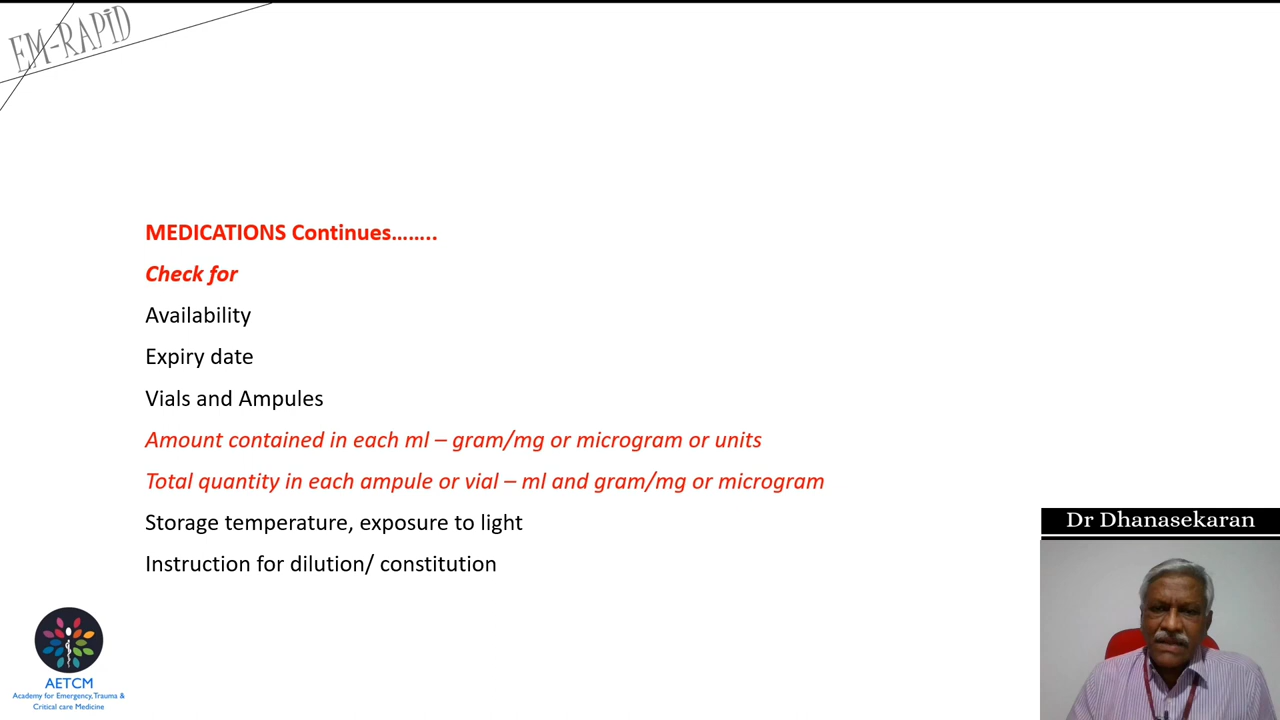 EM-RAPiD
MEDICATIONS Continues……..
Check for
Availability
Expiry date
Vials and Ampules
Amount contained in each ml – gram/mg or microgram or units
Total quantity in each ampule or vial – ml and gram/mg or microgram
Storage temperature, exposure to light
Instruction for dilution/ constitution
Dr Dhanasekaran
AETCM
Academy for Emergency,Trauma &
Critical care Medicine